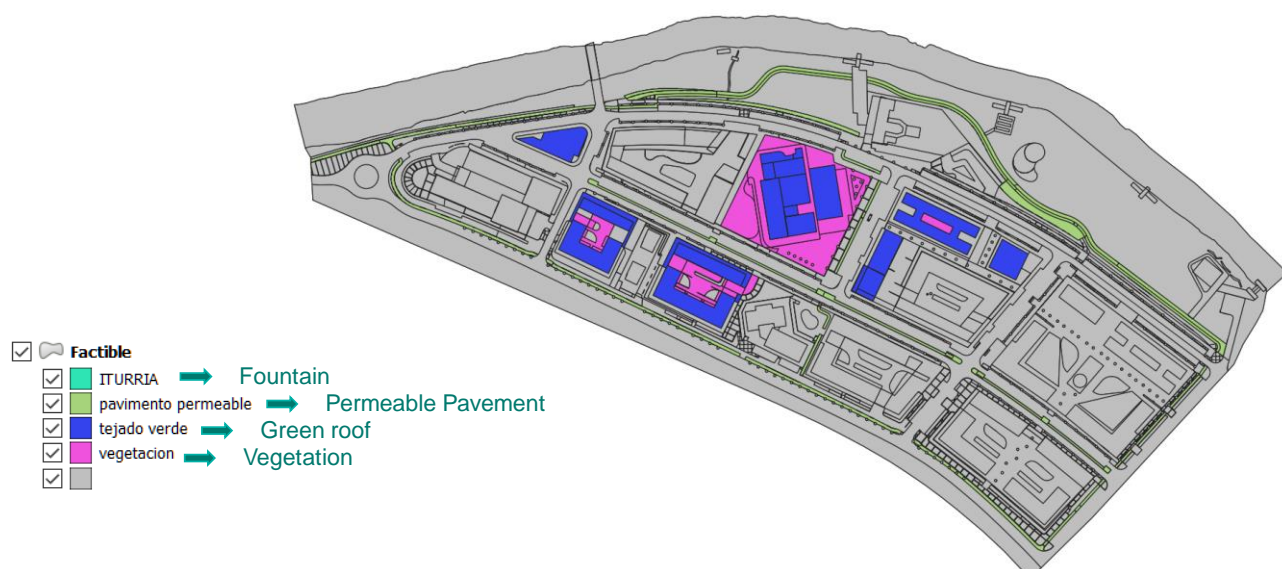 Factible
ITURRIA Fountain
pavimento permeable Permeable Pavement
tejado verde Green roof
vegetacion Vegetation